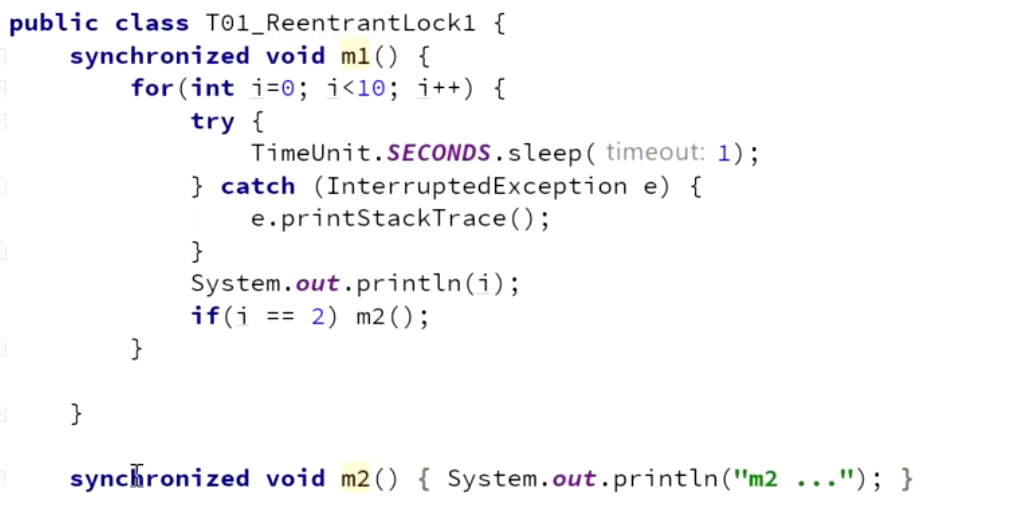 public class T01_ReentrantLock1 {
    synchronized void m1() {
        for(int i=0; i<10; i++) {
            try {
                TimeUnit.SECONDS.sleep( timeout: 1);
            } catch (InterruptedException e) {
                e.printStackTrace();
            }
            System.out.println(i);
            if(i == 2) m2();
        }
    }
    synchronized void m2() { System.out.println("m2 ..."); }